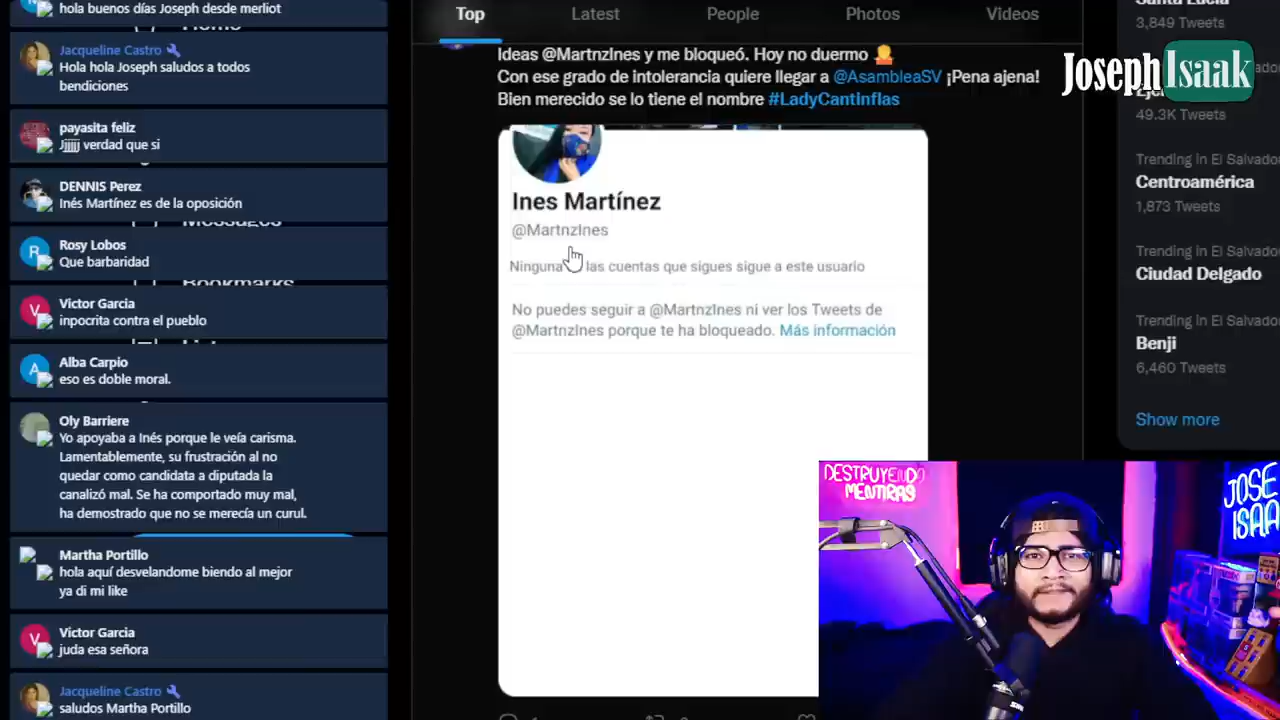 hola buenos días Joseph desde merliot
Jacqueline Castro
Hola hola Joseph saludos a todos
bendiciones
payasita feliz
Jjjjjj verdad que si
DENNIS Perez
Inés Martínez es de la oposición
Messages
Rosy Lobos
Que barbaridad
Bookmarks
Victor Garcia
inpocrita contra el pueblo
Alba Carpio
eso es doble moral.
Oly Barriere
Yo apoyaba a Inés porque le veía carisma.
Lamentablemente, su frustración al no
quedar como candidata a diputada la
canalizó mal. Se ha comportado muy mal,
ha demostrado que no se merecía un curul.
Martha Portillo
hola aquí desvelandome biendo al mejor
ya di mi like
Victor Garcia
juda esa señora
Jacqueline Castro
saludos Martha Portillo
Top Latest People Photos Videos
Ideas @MartnzInes y me bloqueó. Hoy no duermo
Con ese grado de intolerancia quiere llegar a @AsambleaSV ¡Pena ajena!
Bien merecido se lo tiene el nombre #LadyCantInflas
Ines Martínez
@MartnzInes
Ninguna las cuentas que sigues sigue a este usuario
No puedes seguir a @MartnzInes ni ver los Tweets de
@MartnzInes porque te ha bloqueado. Más información
Santa Lucía
3,849 Tweets
Joseph Isaak
49.3K Tweets
Trending in El Salvador
Centroamérica
1,873 Tweets
Trending in El Salvador
Ciudad Delgado
Trending in El Salvador
Benji
6,460 Tweets
Show more
DESTRUYENDO
MENTIRAS
JOSE
ISAA